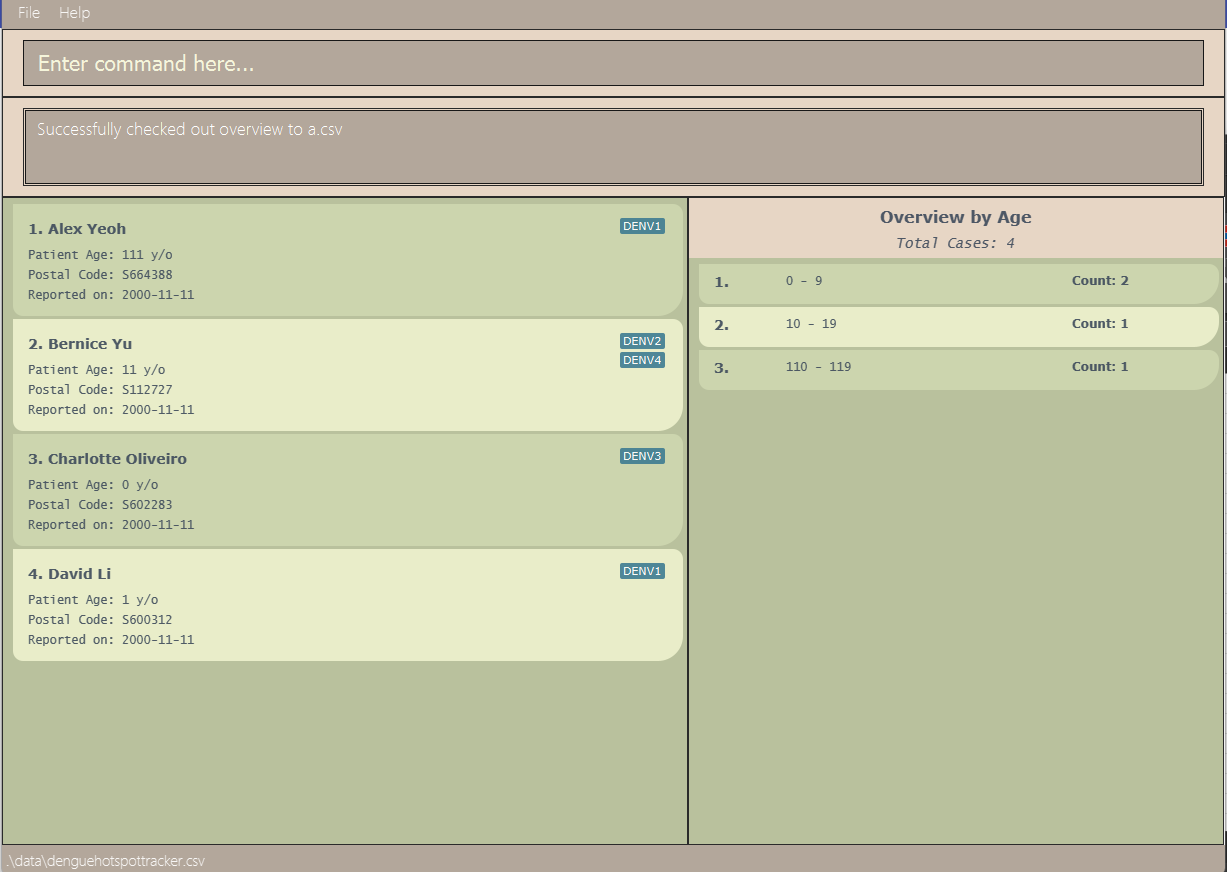 File Help
Enter command here...
Successfully checked out overview to a.csv
1. Alex Yeoh DENV1
Patient Age: 111 y/o
Postal Code: S664388
Reported on: 2000-11-11
2. Bernice Yu DENV2
DENV4
Patient Age: 11 y/o
Postal Code: S112727
Reported on: 2000-11-11
3. Charlotte Oliveiro DENV3
Patient Age: 0 y/o
Postal Code: S602283
Reported on: 2000-11-11
4. David Li DENV1
Patient Age: 1 y/o
Postal Code: S600312
Reported on: 2000-11-11
Overview by Age
Total Cases: 4
1. 0 - 9 Count: 2
2. 10 - 19 Count: 1
3. 110 - 119 Count: 1
.\data\denguehotspottracker.csv